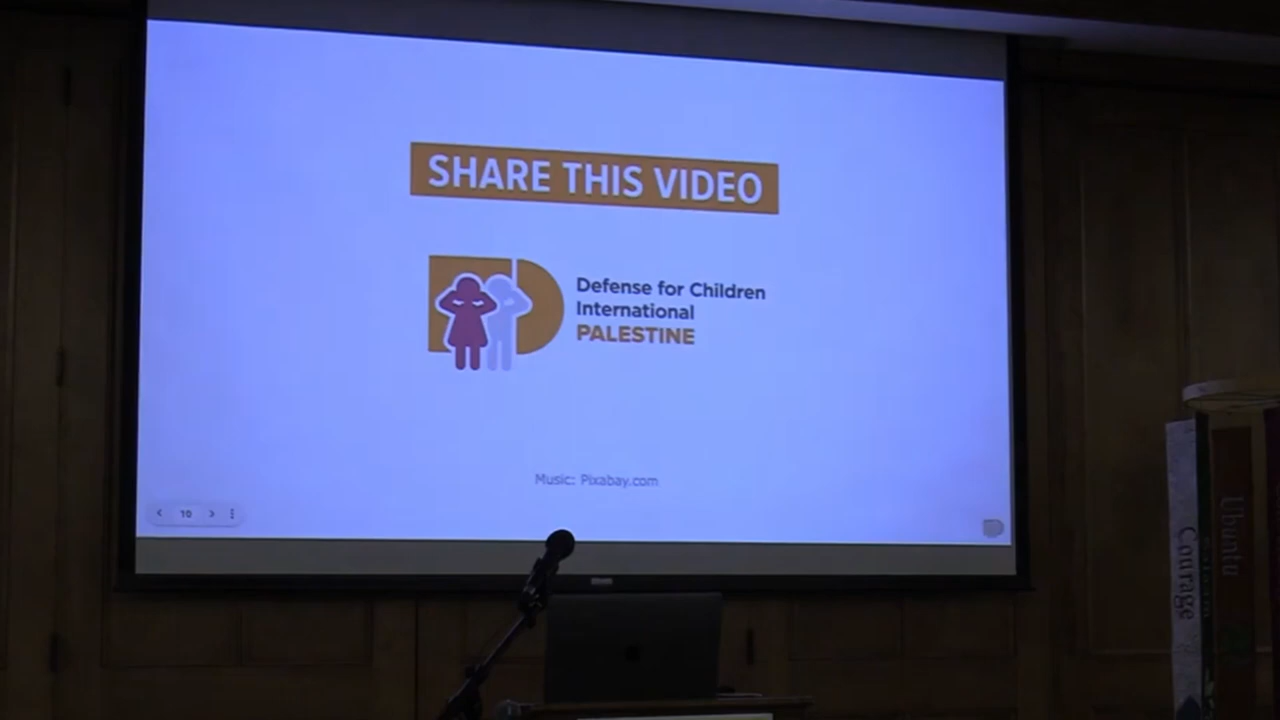 SHARE THIS VIDEO
Defense for Children
International
PALESTINE
Music: Pixabay.com
10
Courage
Ubuntu